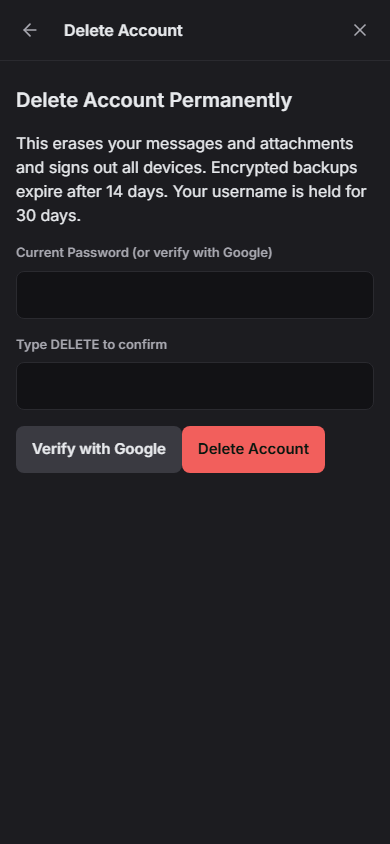 Delete Account
Delete Account Permanently
This erases your messages and attachments
and signs out all devices. Encrypted backups
expire after 14 days. Your username is held for
30 days.
Current Password (or verify with Google)
Type DELETE to confirm
Verify with Google Delete Account